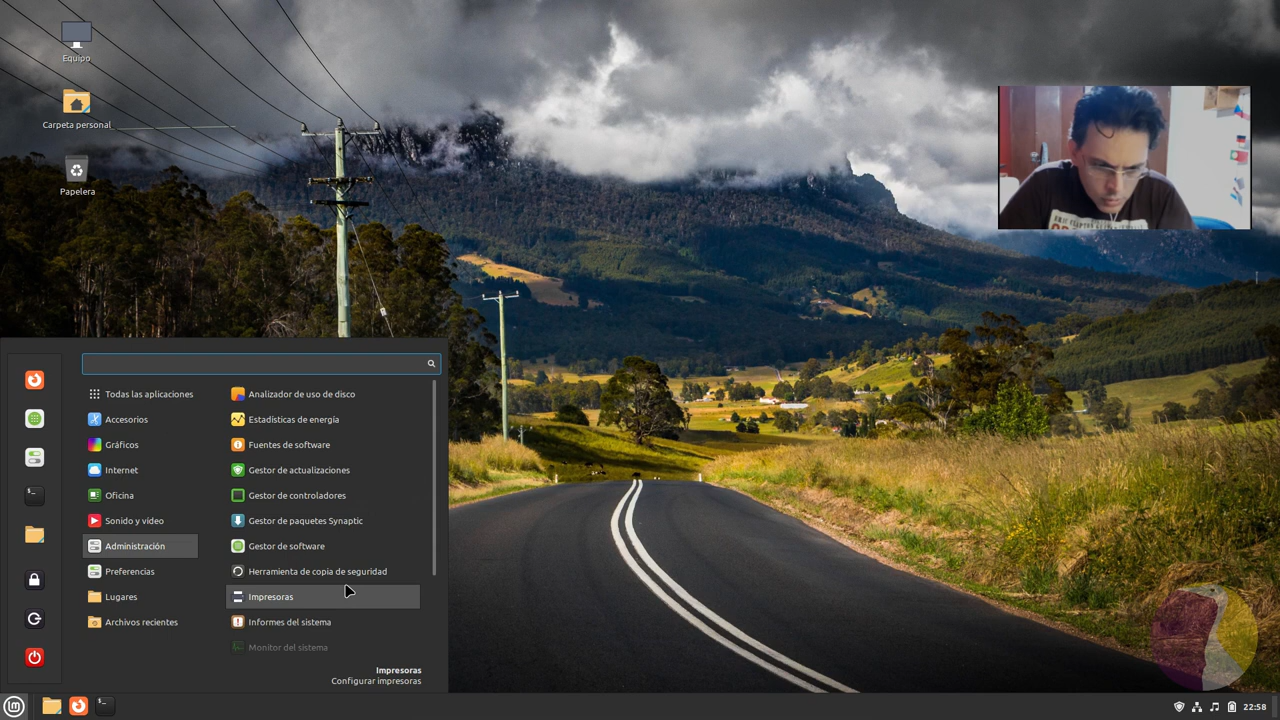 Equipo
Carpeta personal
Papelera
Todas las aplicaciones
Accesorios
Gráficos
Internet
Oficina
Sonido y vídeo
Administración
Preferencias
Lugares
Archivos recientes
Analizador de uso de disco
Estadísticas de energía
Fuentes de software
Gestor de actualizaciones
Gestor de controladores
Gestor de paquetes Synaptic
Gestor de software
Herramienta de copia de seguridad
Impresoras
Informes del sistema
Monitor del sistema
Impresoras
Configurar impresoras
22:58